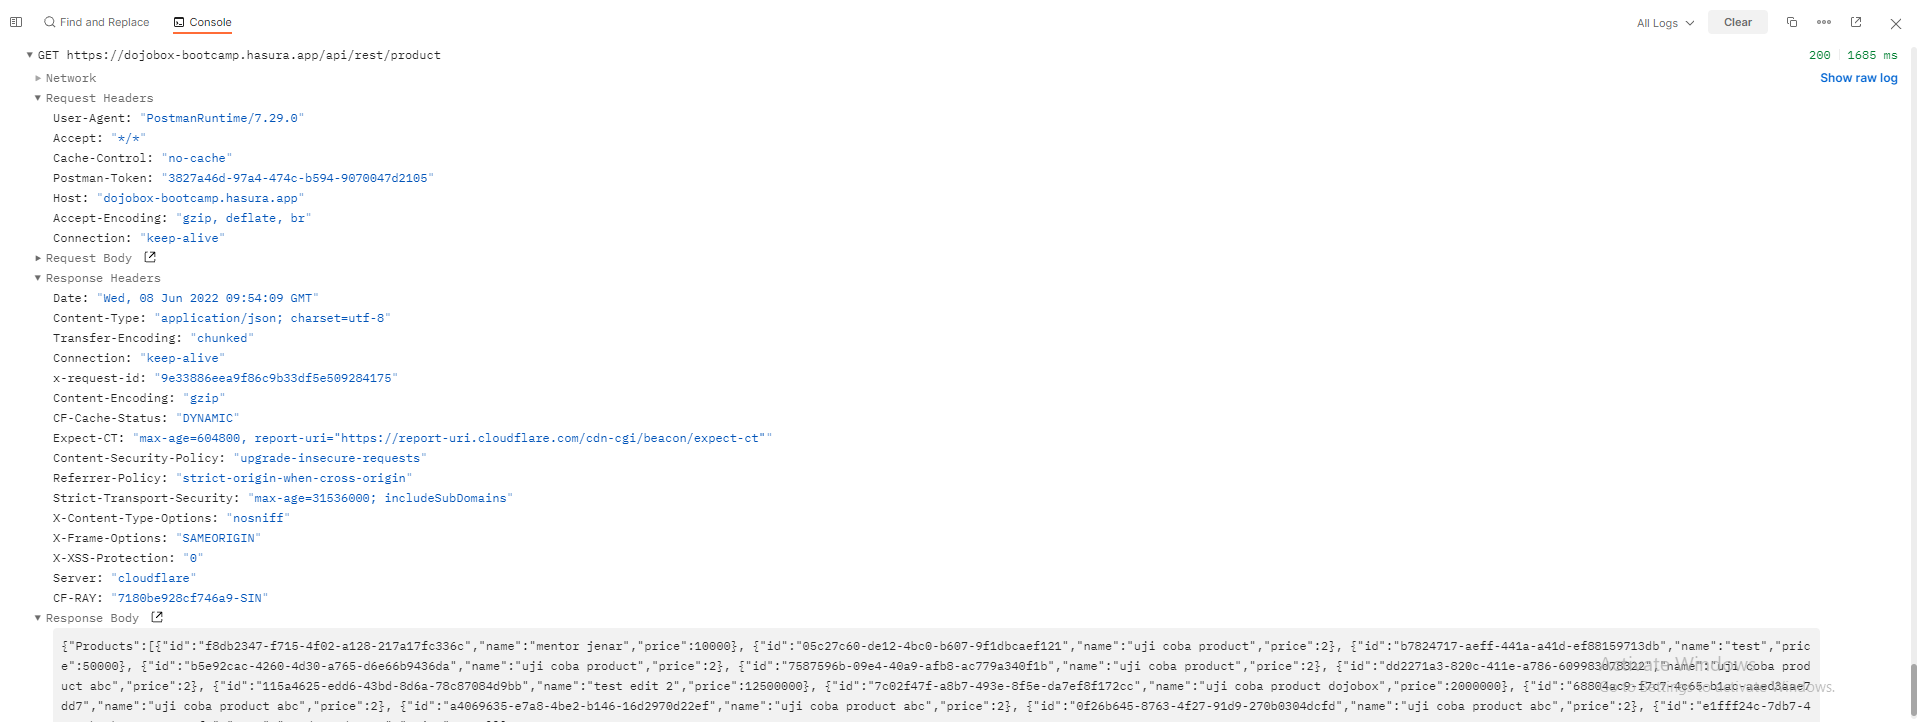 Find and Replace
Console
All Logs
Clear
GET https://dojobox-bootcamp.hasura.app/api/rest/product
200
1685 ms
Network
Show raw log
Request Headers
User-Agent: "PostmanRuntime/7.29.0"
Accept: "*/*"
Cache-Control: "no-cache"
Postman-Token: "3827a46d-97a4-474c-b594-9070047d2105"
Host: "dojobox-bootcamp.hasura.app"
Accept-Encoding: "gzip, deflate, br"
Connection: "keep-alive"
Request Body
Response Headers
Date: "Wed, 08 Jun 2022 09:54:09 GMT"
Content-Type: "application/json; charset=utf-8"
Transfer-Encoding: "chunked"
Connection: "keep-alive"
x-request-id: "9e33886eea9f86c9b33df5e509284175"
Content-Encoding: "gzip"
CF-Cache-Status: "DYNAMIC"
Expect-CT: "max-age=604800, report-uri="https://report-uri.cloudflare.com/cdn-cgi/beacon/expect-ct""
Content-Security-Policy: "upgrade-insecure-requests"
Referrer-Policy: "strict-origin-when-cross-origin"
Strict-Transport-Security: "max-age=31536000; includeSubDomains"
X-Content-Type-Options: "nosniff"
X-Frame-Options: "SAMEORIGIN"
X-XSS-Protection: "0"
Server: "cloudflare"
CF-RAY: "7180be928cf746a9-SIN"
Response Body
{"Products":[{"id":"f8db2347-f715-4f02-a128-217a17fc336c","name":"mentor jenar","price":10000}, {"id":"05c27c60-de12-4bc0-b607-9f1dbcaef121","name":"uji coba product","price":2}, {"id":"b7824717-aeff-441a-a41d-ef88159713db","name":"test","pric
e":50000}, {"id":"b5e92cac-4260-4d30-a765-d6e66b9436da","name":"uji coba product","price":2}, {"id":"7587596b-09e4-40a9-afb8-ac779a340f1b","name":"uji coba product","price":2}, {"id":"name":"uji coba prod
uct abc","price":2}, {"id":"115a4625-edd6-43bd-8d6a-78c87084d9bb","name":"test edit 2","price":12500000}, {"id":"7c02f47f-a8b7-493e-8f5e-da7ef8f172cc","name":"uji coba product dojobox","price":2000000}, {"id":
dd7","name":"uji coba product abc","price":2}, {"id":"a4069635-e7a8-4be2-b146-16d2970d22ef","name":"uji coba product abc","price":2}, {"id":"0f26b645-8763-4f27-91d9-270b0304dcfd","name":"uji coba product abc","price":2}, {"id":"e1fff24c-7db7-4
Activate Windows
Go to Settings to activate Windows.